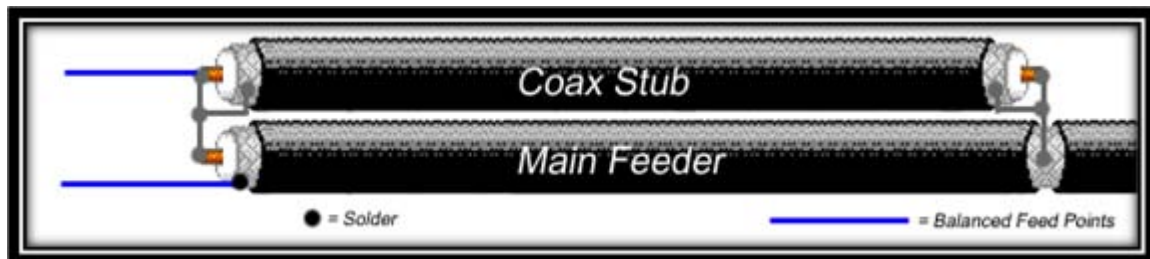 Coax Stub
Main Feeder
= Solder
= Balanced Feed Points